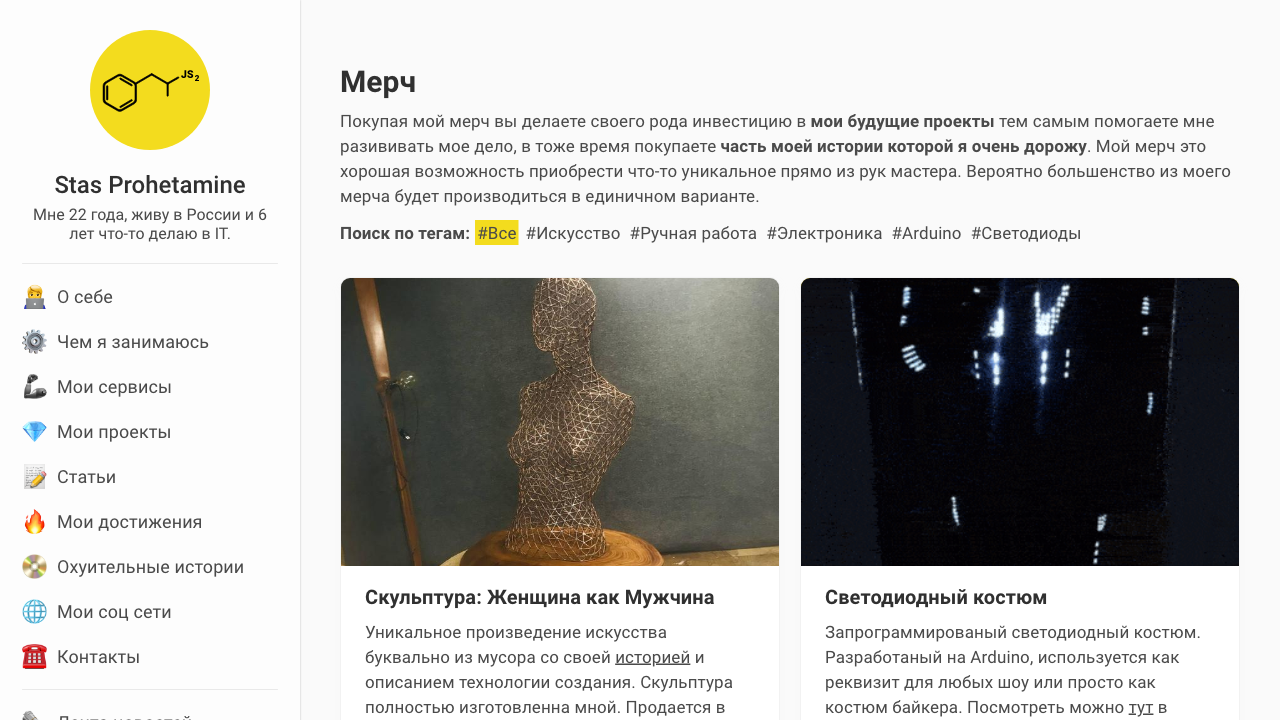 JS2
Stas Prohetamine
Мне 22 года, живу в России и 6
лет что-то делаю в IT.
О себе
Чем я занимаюсь
Мои сервисы
Мои проекты
Статьи
Мои достижения
Охуительные истории
Мои соц сети
Контакты
Мерч
Покупая мой мерч вы делаете своего рода инвестицию в мои будущие проекты тем самым помогаете мне
развививать мое дело, в тоже время покупаете часть моей истории которой я очень дорожу. Мой мерч это
хорошая возможность приобрести что-то уникальное прямо из рук мастера. Вероятно большенство из моего
мерча будет производиться в единичном варианте.
Поиск по тегам: #Все #Искусство #Ручная работа #Электроника #Arduino #Светодиоды
Скульптура: Женщина как Мужчина
Уникальное произведение искусства
буквально из мусора со своей историей и
описанием технологии создания. Скульптура
полностью изготовленна мной. Продается в
Светодиодный костюм
Запрограммированый светодиодный костюм.
Разработаный на Arduino, используется как
реквизит для любых шоу или просто как
костюм байкера. Посмотреть можно тут в